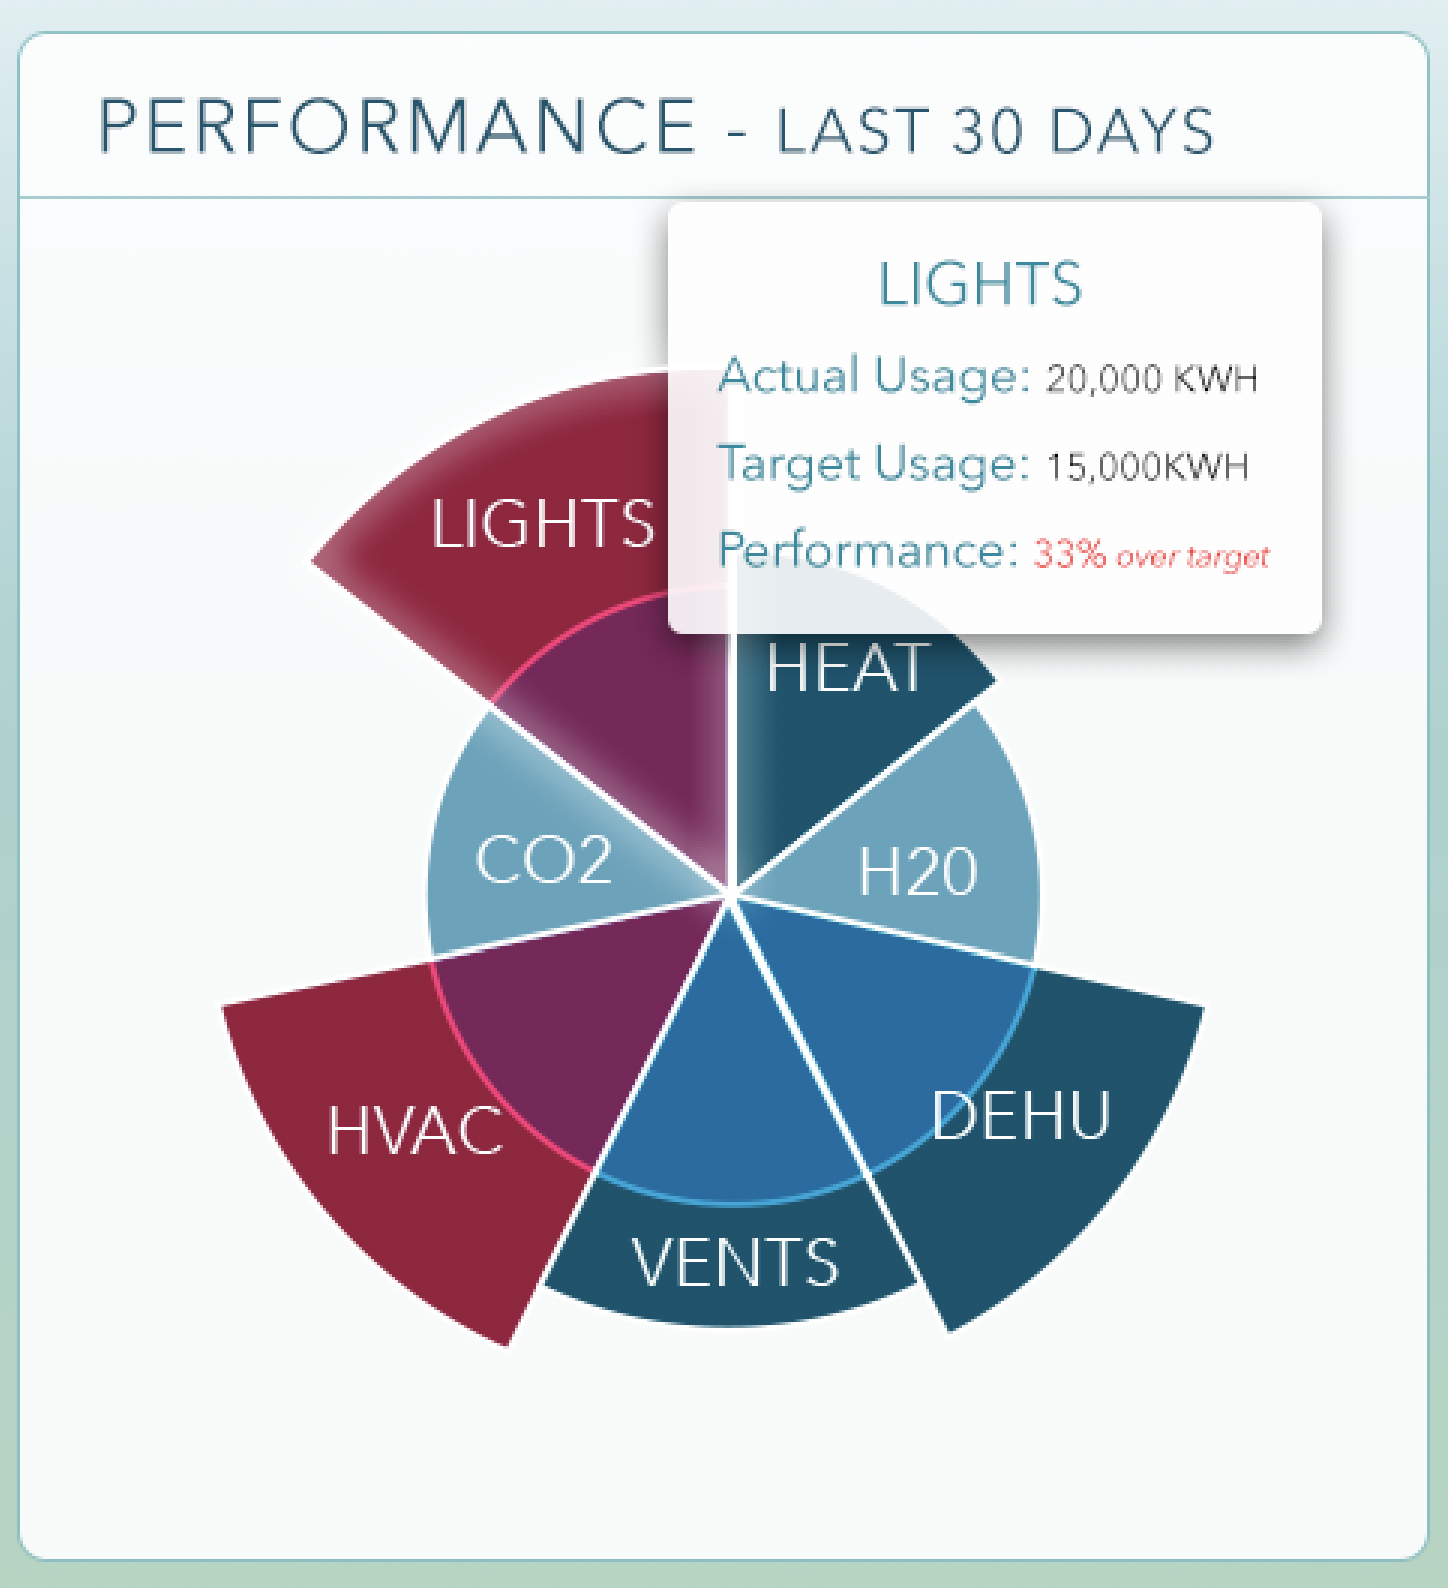 PERFORMANCE - LAST 30 DAYS
LIGHTS
Actual Usage: 20,000 KWH
Target Usage: 15,000KWH
Performance: 33% over target
LIGHTS
HEAT
CO2
H20
HVAC
DEHU
VENTS